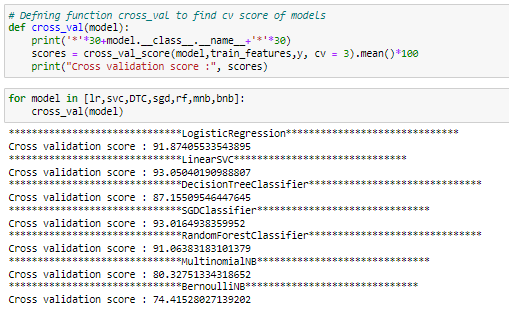 # Defning function cross_val to find cv score of models
def cross_val(model):
    print('*'*30+model.__class__.__name__+'*'*30)
    scores = cross_val_score(model,train_features,y, cv = 3).mean()*100
    print("Cross validation score :", scores)
for model in [lr,svc,DTC,sgd,rf,mnb,bnb]:
    cross_val(model)
******************************LogisticRegression******************************
Cross validation score : 91.87405533543895
******************************LinearSVC******************************
Cross validation score : 93.05040190988807
******************************DecisionTreeClassifier******************************
Cross validation score : 87.15509546447645
******************************SGDClassifier******************************
Cross validation score : 93.0164938359952
******************************RandomForestClassifier******************************
Cross validation score : 91.06383183101379
******************************MultinomialNB******************************
Cross validation score : 80.32751334318652
******************************BernoulliNB******************************
Cross validation score : 74.41528027139202